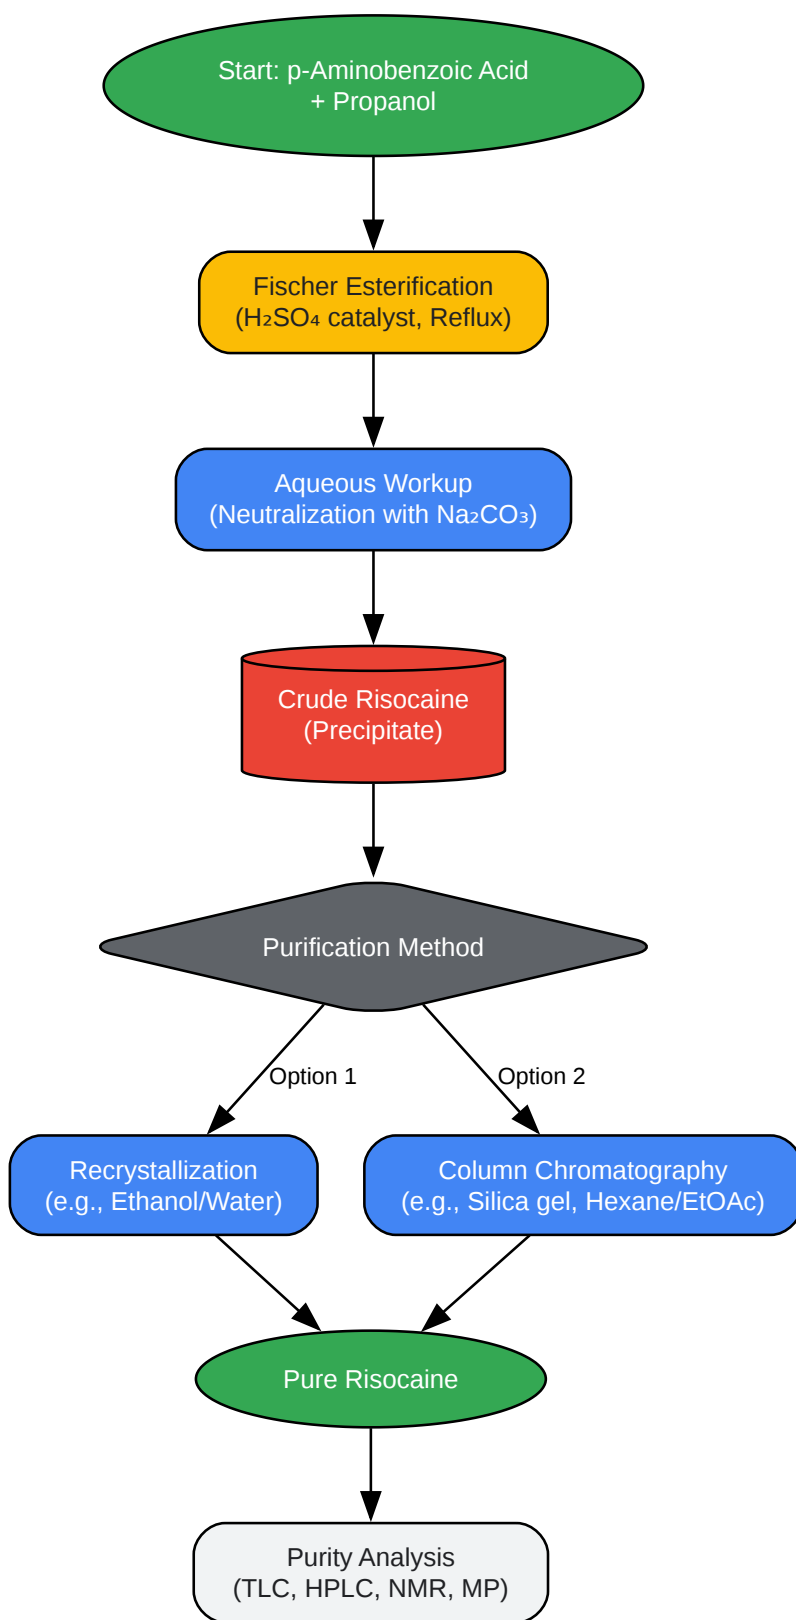 Start: p-Aminobenzoic Acid
+ Propanol
Fischer Esterification
(H₂SO₄ catalyst, Reflux)
Aqueous Workup
(Neutralization with Na₂CO₃)
Crude Risocaine
(Precipitate)
Purification Method
Option 1
Option 2
Recrystallization
(e.g., Ethanol/Water)
Column Chromatography
(e.g., Silica gel, Hexane/EtOAc)
Pure Risocaine
Purity Analysis
(TLC, HPLC, NMR, MP)